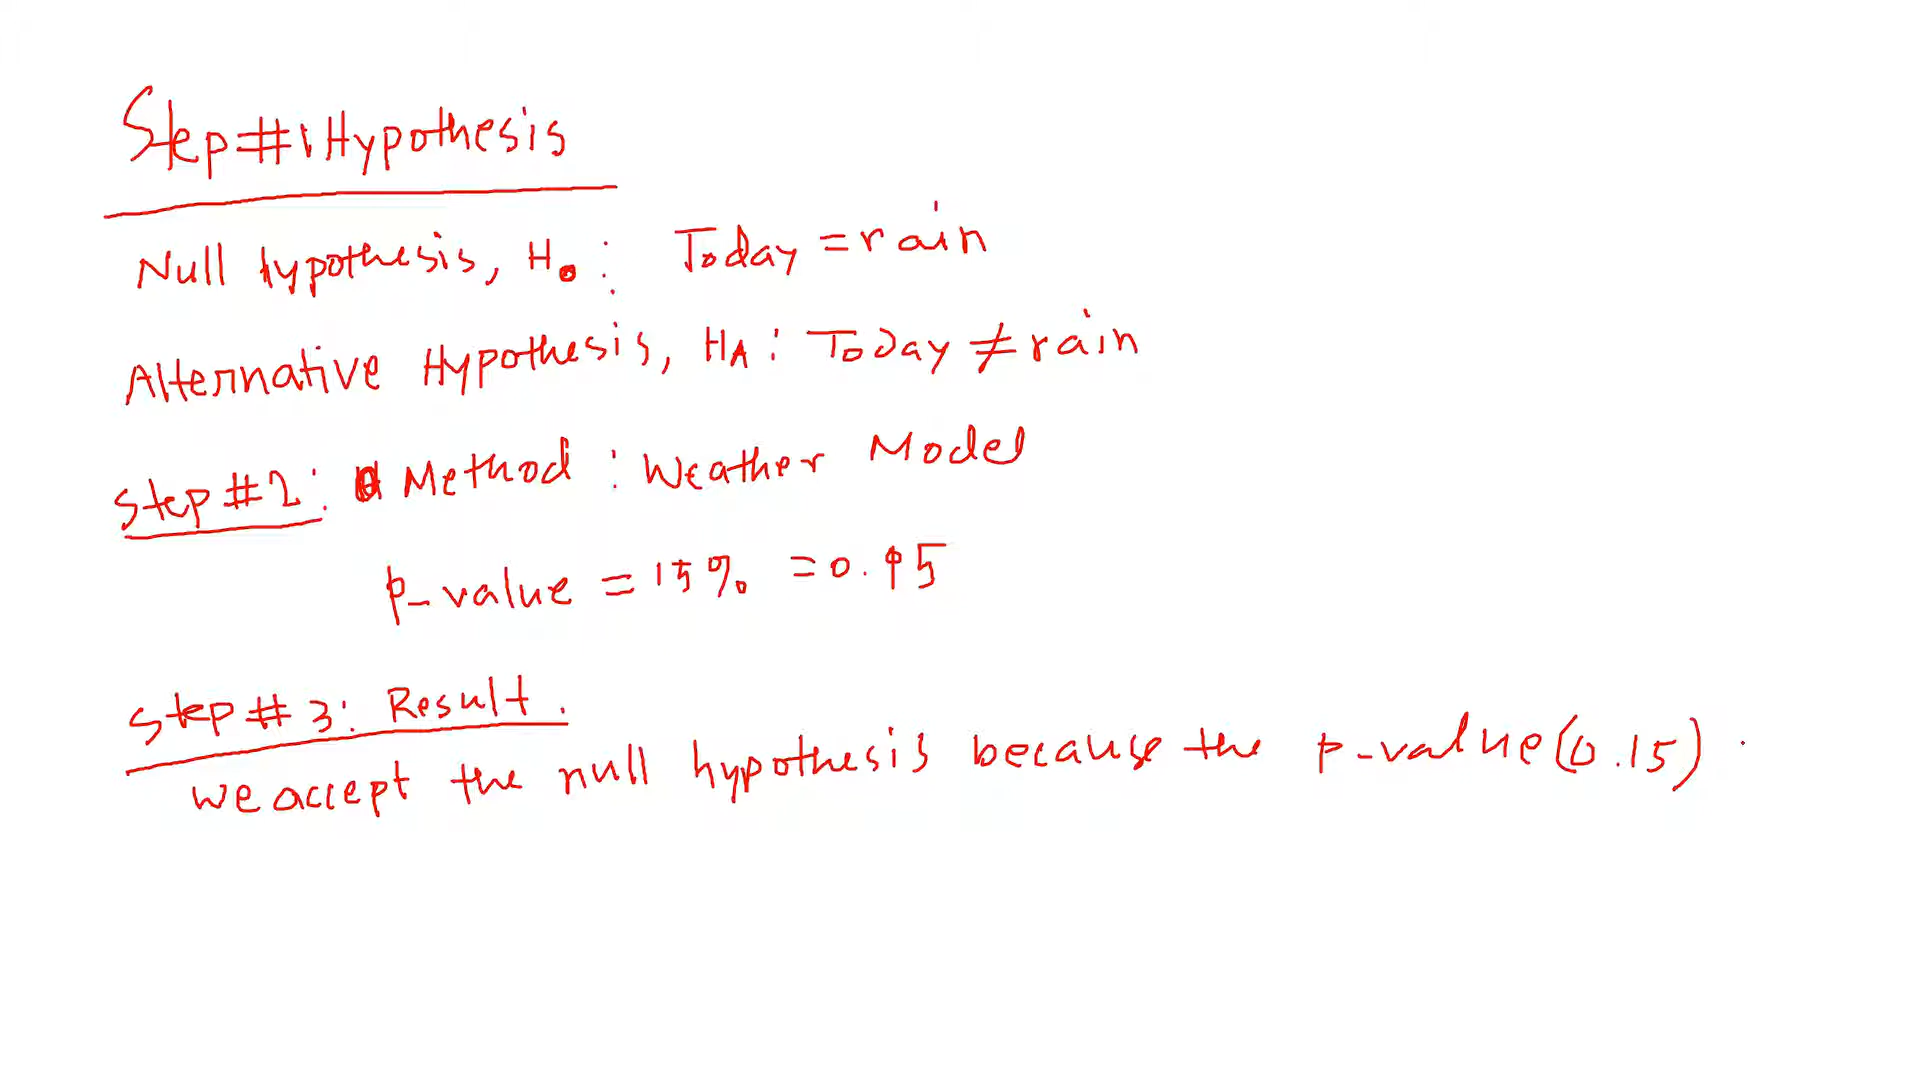 Step#1 Hypothesis
Null hypothesis, H0: Today = rain
Alternative Hypothesis, HA: Today ≠ rain
Step #2: Method: Weather Model
p-value = 15% = 0.15
Step # 3: Result.
we accept the null hypothesis because the p-value (0.15)